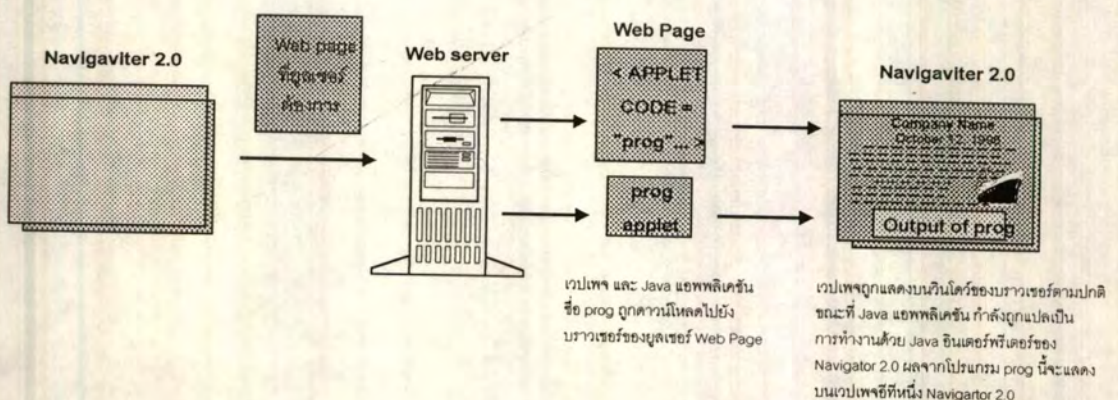 Navigaviter 2.0
Web page
ที่ยูสเซอร์
ต้องการ
Web server
Web Page
< APPLET
CODE =
"prog"... >
prog
applet
Navigaviter 2.0
Company Name
October 12, 1996
Output of prog
เวปเพจ และ Java แอพพลิเคชัน
ชื่อ prog ถูกดาวน์โหลดไปยัง
บราวเซอร์ของยูสเซอร์ Web Page
เวปเพจถูกแสดงบนวินโดว์ของบราวเซอร์ตามปกติ
ขณะที่ Java แอพพลิเคชัน กำลังถูกแปลเป็น
การทำงานด้วย Java อินเตอร์พรีเตอร์ของ
Navigator 2.0 ผลจากโปรแกรม prog นี้จะแสดง
บนเวปเพจอีกทีหนึ่ง Navigartor 2.0